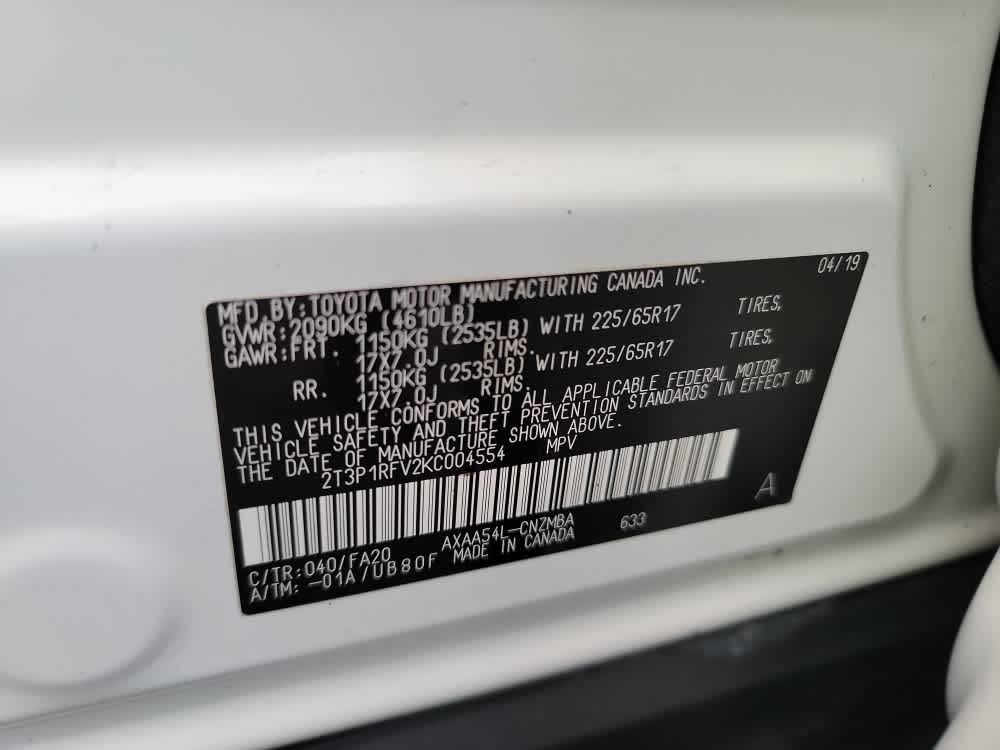 04/19
MFD.BY:TOYOTA MOTOR MANUFACTURING CANADA INC.
GVWR:2090KG (4610LB)
GAWR:FRT. 1150KG (2535LB) WITH 225/65R17 TIRES,
17X7.0J RIMS.
RR. 1150KG (2535LB) WITH 225/65R17 TIRES,
17X7.0J RIMS.
THIS VEHICLE CONFORMS TO ALL APPLICABLE FEDERAL MOTOR
VEHICLE SAFETY AND THEFT PREVENTION STANDARDS IN EFFECT ON
THE DATE OF MANUFACTURE SHOWN ABOVE.
2T3P1RFV2KC004554 MPV
A
C/TR:040/FA20 AXAA54L-CNZMBA 633
A/TM: -01A/UB80F MADE IN CANADA